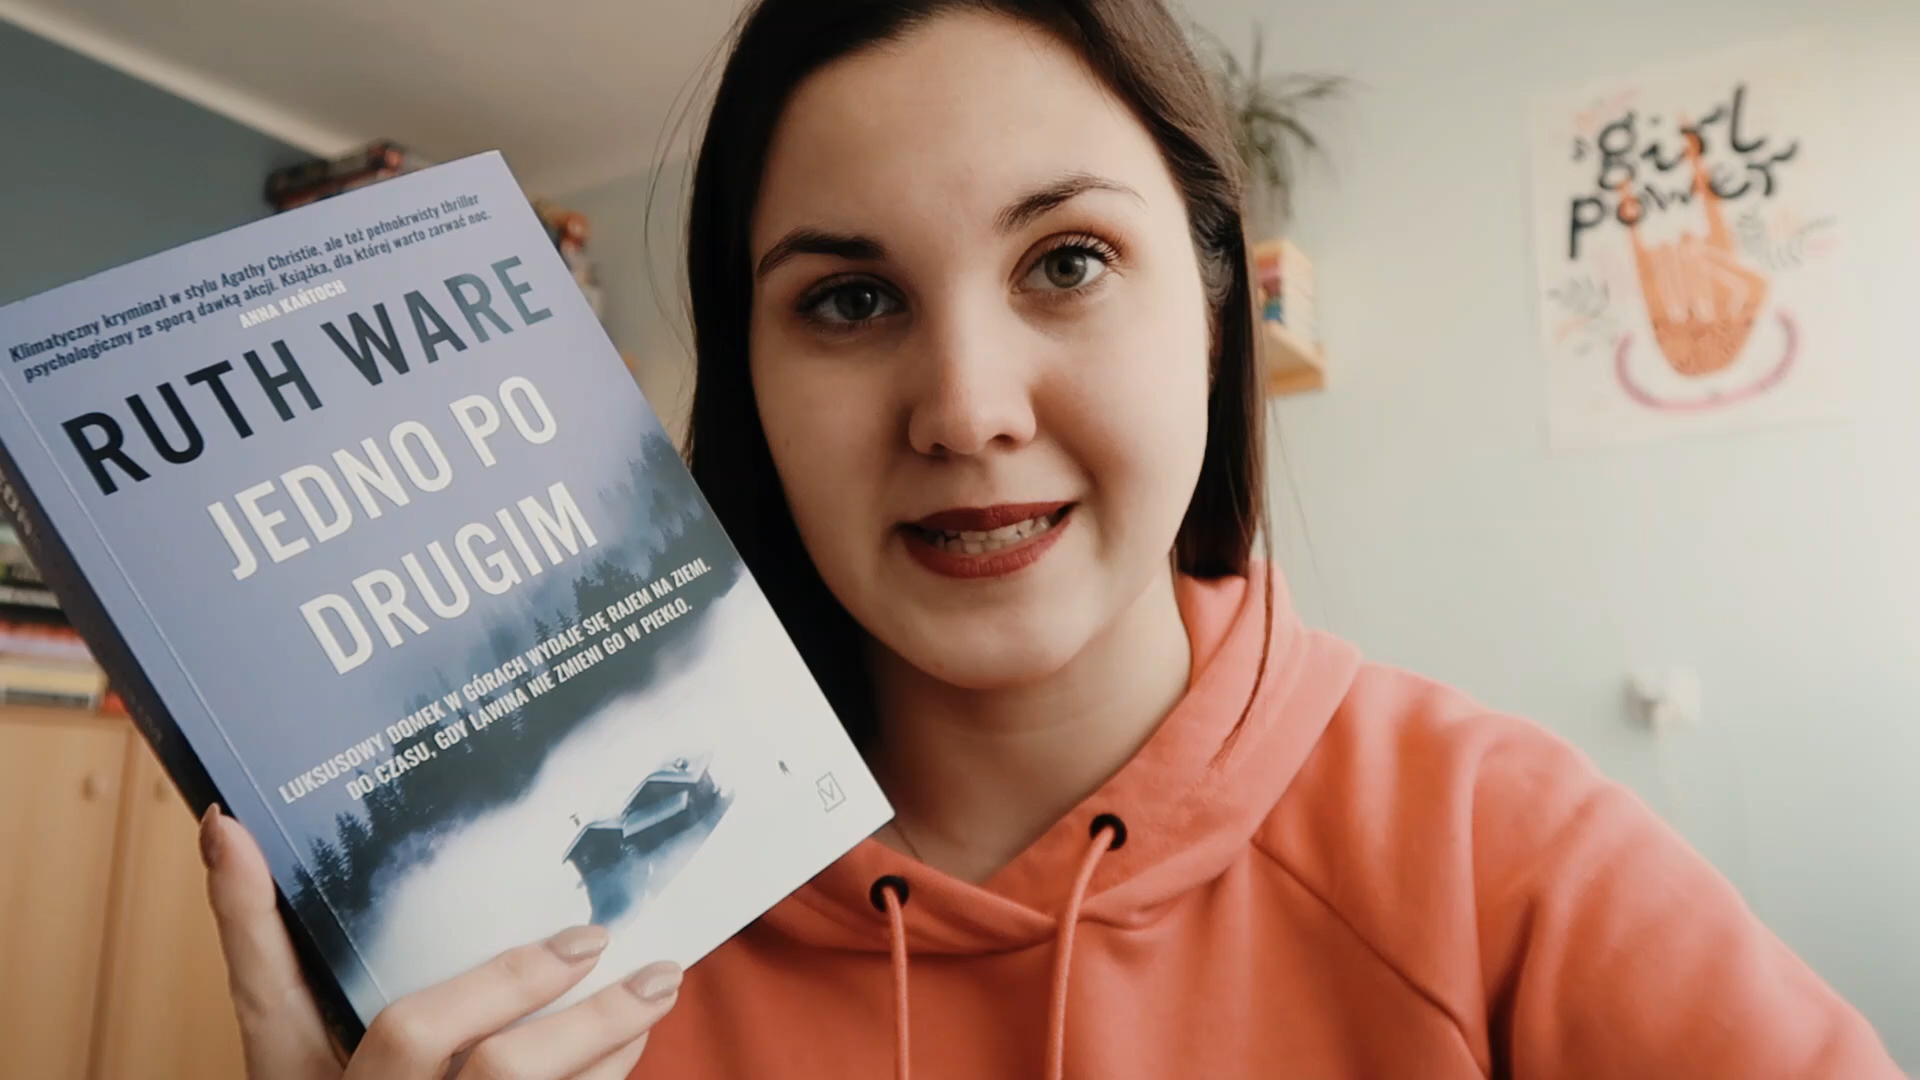 Klimatyczny kryminał w stylu Agathy Christie, ale też pełnokrwisty thriller
psychologiczny ze sporą dawką akcji. Książka, dla której warto zarwać noc.
ANNA KAŃTOCH
RUTH WARE
JEDNO PO
DRUGIM
LUKSUSOWY DOMEK W GÓRACH WYDAJE SIĘ RAJEM NA ZIEMI.
DO CZASU, GDY LAWINA NIE ZMIENI GO W PIEKŁO.
girl
power